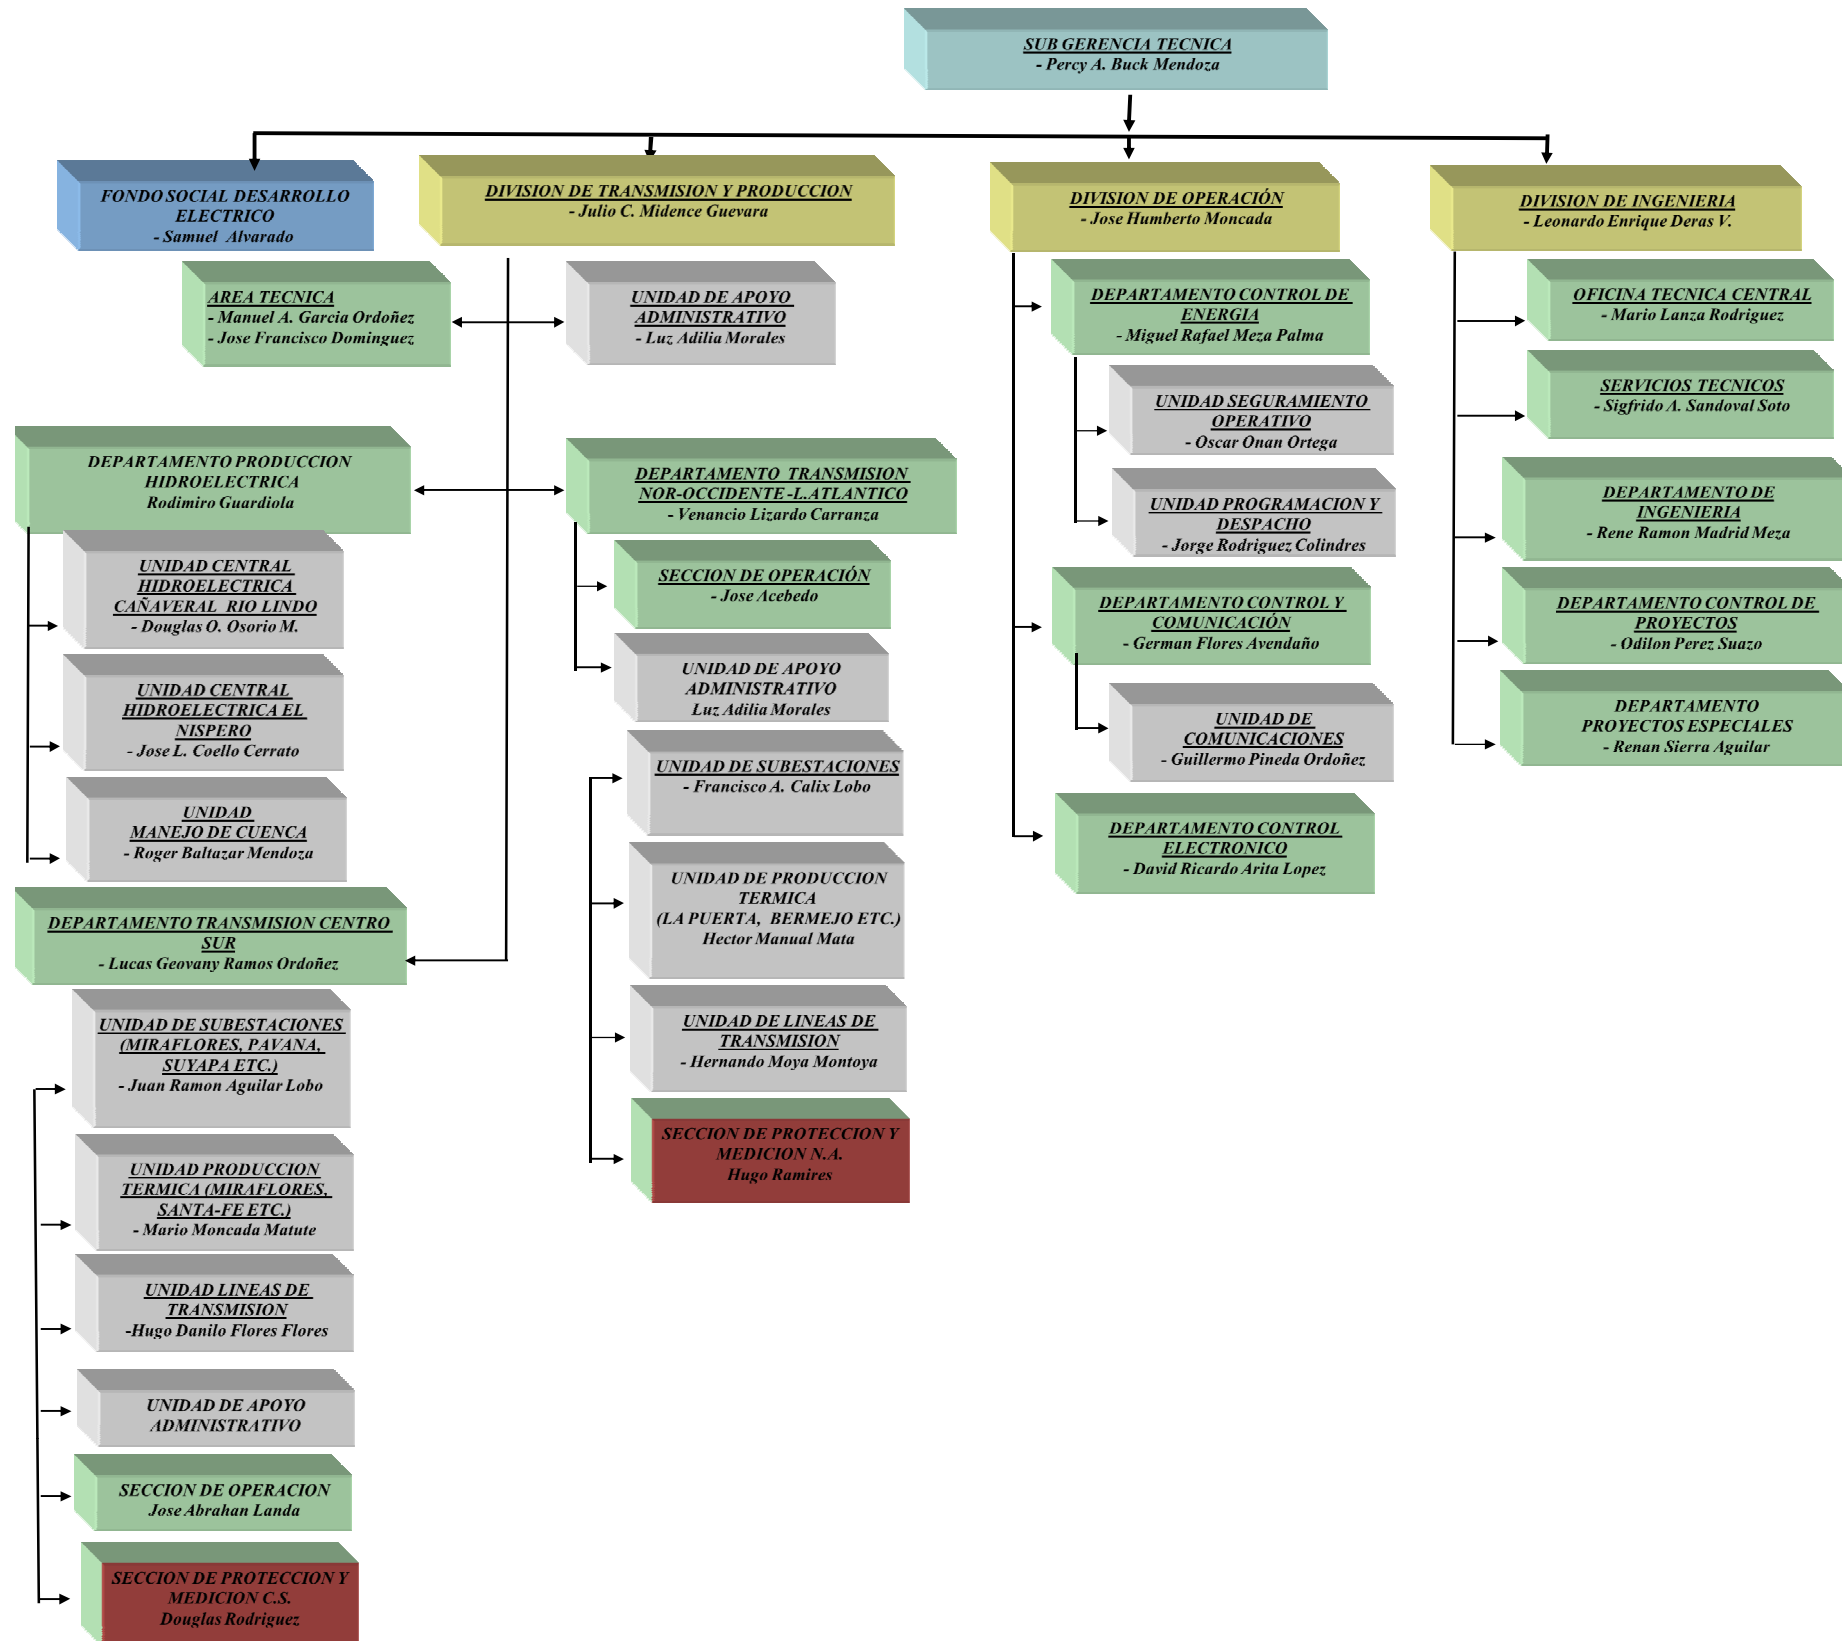 SUB GERENCIA TECNICA
- Percy A. Buck Mendoza
FONDO SOCIAL DESARROLLO
ELECTRICO
- Samuel Alvarado
DIVISION DE TRANSMISION Y PRODUCCION
- Julio C. Midence Guevara
DIVISION DE OPERACIÓN
- Jose Humberto Moncada
DIVISION DE INGENIERIA
- Leonardo Enrique Deras V.
AREA TECNICA
- Manuel A. Garcia Ordoñez
- Jose Francisco Dominguez
UNIDAD DE APOYO
ADMINISTRATIVO
- Luz Adilia Morales
DEPARTAMENTO PRODUCCION
HIDROELECTRICA
Rodimiro Guardiola
UNIDAD CENTRAL
HIDROELECTRICA
CAÑAVERAL RIO LINDO
- Douglas O. Osorio M.
UNIDAD CENTRAL
HIDROELECTRICA EL
NISPERO
- Jose L. Coello Cerrato
UNIDAD
MANEJO DE CUENCA
- Roger Baltazar Mendoza
DEPARTAMENTO TRANSMISION CENTRO
SUR
- Lucas Geovany Ramos Ordoñez
UNIDAD DE SUBESTACIONES
(MIRAFLORES, PAVANA,
SUYAPA ETC.)
- Juan Ramon Aguilar Lobo
UNIDAD PRODUCCION
TERMICA (MIRAFLORES,
SANTA-FE ETC.)
- Mario Moncada Matute
UNIDAD LINEAS DE
TRANSMISION
-Hugo Danilo Flores Flores
UNIDAD DE APOYO
ADMINISTRATIVO
SECCION DE OPERACION
Jose Abrahan Landa
SECCION DE PROTECCION Y
MEDICION C.S.
Douglas Rodriguez
DEPARTAMENTO TRANSMISION
NOR-OCCIDENTE -L.ATLANTICO
- Venancio Lizardo Carranza
SECCION DE OPERACIÓN
- Jose Acebedo
UNIDAD DE APOYO
ADMINISTRATIVO
Luz Adilia Morales
UNIDAD DE SUBESTACIONES
- Francisco A. Calix Lobo
UNIDAD DE PRODUCCION
TERMICA
(LA PUERTA, BERMEJO ETC.)
Hector Manual Mata
UNIDAD DE LINEAS DE
TRANSMISION
- Hernando Moya Montoya
SECCION DE PROTECCION Y
MEDICION N.A.
Hugo Ramires
DEPARTAMENTO CONTROL DE
ENERGIA
- Miguel Rafael Meza Palma
UNIDAD SEGURAMIENTO
OPERATIVO
- Oscar Onan Ortega
UNIDAD PROGRAMACION Y
DESPACHO
- Jorge Rodriguez Colindres
DEPARTAMENTO CONTROL Y
COMUNICACIÓN
- German Flores Avendaño
UNIDAD DE
COMUNICACIONES
- Guillermo Pineda Ordoñez
DEPARTAMENTO CONTROL
ELECTRONICO
- David Ricardo Arita Lopez
OFICINA TECNICA CENTRAL
- Mario Lanza Rodriguez
SERVICIOS TECNICOS
- Sigfrido A. Sandoval Soto
DEPARTAMENTO DE
INGENIERIA
- Rene Ramon Madrid Meza
DEPARTAMENTO CONTROL DE
PROYECTOS
- Odilon Perez Suazo
DEPARTAMENTO
PROYECTOS ESPECIALES
- Renan Sierra Aguilar